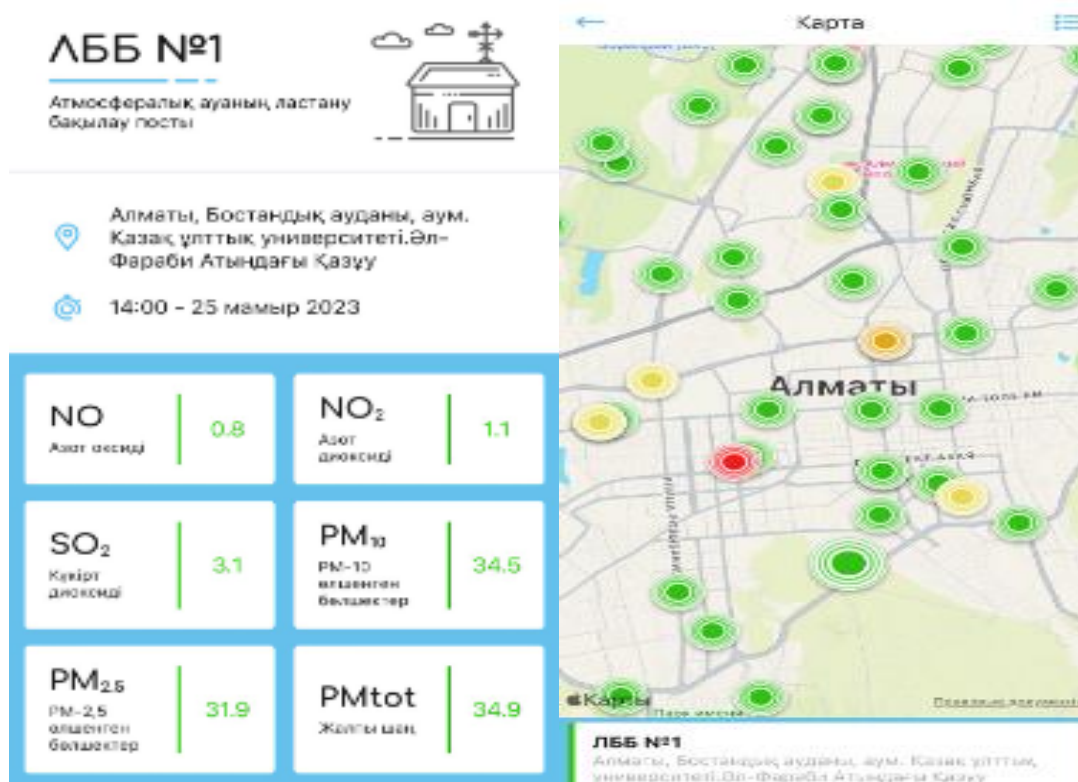 ЛББ №1
Атмосфералық ауаның ластану
бақылау посты
Алматы, Бостандық ауданы, аум.
Қазақ ұлттық университеті.Әл-
Фараби Атындағы Қазұу
14:00 - 25 мамыр 2023
NO
Азот оксиді
0.8
NO₂
Азот
диоксиді
1.1
SO₂
Күкірт
диоксиді
3.1
PM₁₀
PM-10
өлшенген
бөлшектер
34.5
PM₂.₅
PM-2,5
өлшенген
бөлшектер
31.9
PMtot
Жалпы шаң
34.9
Карта
Алматы
Карты
ЛББ №1
Алматы, Бостандық ауданы, аум. Қазақ ұлттық
университеті.Әл-Фараби Атындағы Қазұу